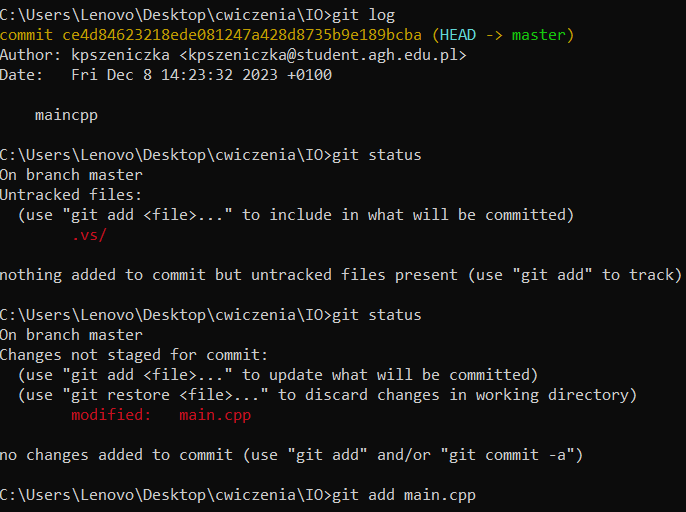 C:\Users\Lenovo\Desktop\cwiczenia\IO>git log
commit ce4d84623218ede081247a428d8735b9e189bcba (HEAD -> master)
Author: kpszeniczka <kpszeniczka@student.agh.edu.pl>
Date:   Fri Dec 8 14:23:32 2023 +0100
    maincpp
C:\Users\Lenovo\Desktop\cwiczenia\IO>git status
On branch master
Untracked files:
  (use "git add <file>..." to include in what will be committed)
        .vs/
nothing added to commit but untracked files present (use "git add" to track)
C:\Users\Lenovo\Desktop\cwiczenia\IO>git status
On branch master
Changes not staged for commit:
  (use "git add <file>..." to update what will be committed)
  (use "git restore <file>..." to discard changes in working directory)
        modified:   main.cpp
no changes added to commit (use "git add" and/or "git commit -a")
C:\Users\Lenovo\Desktop\cwiczenia\IO>git add main.cpp